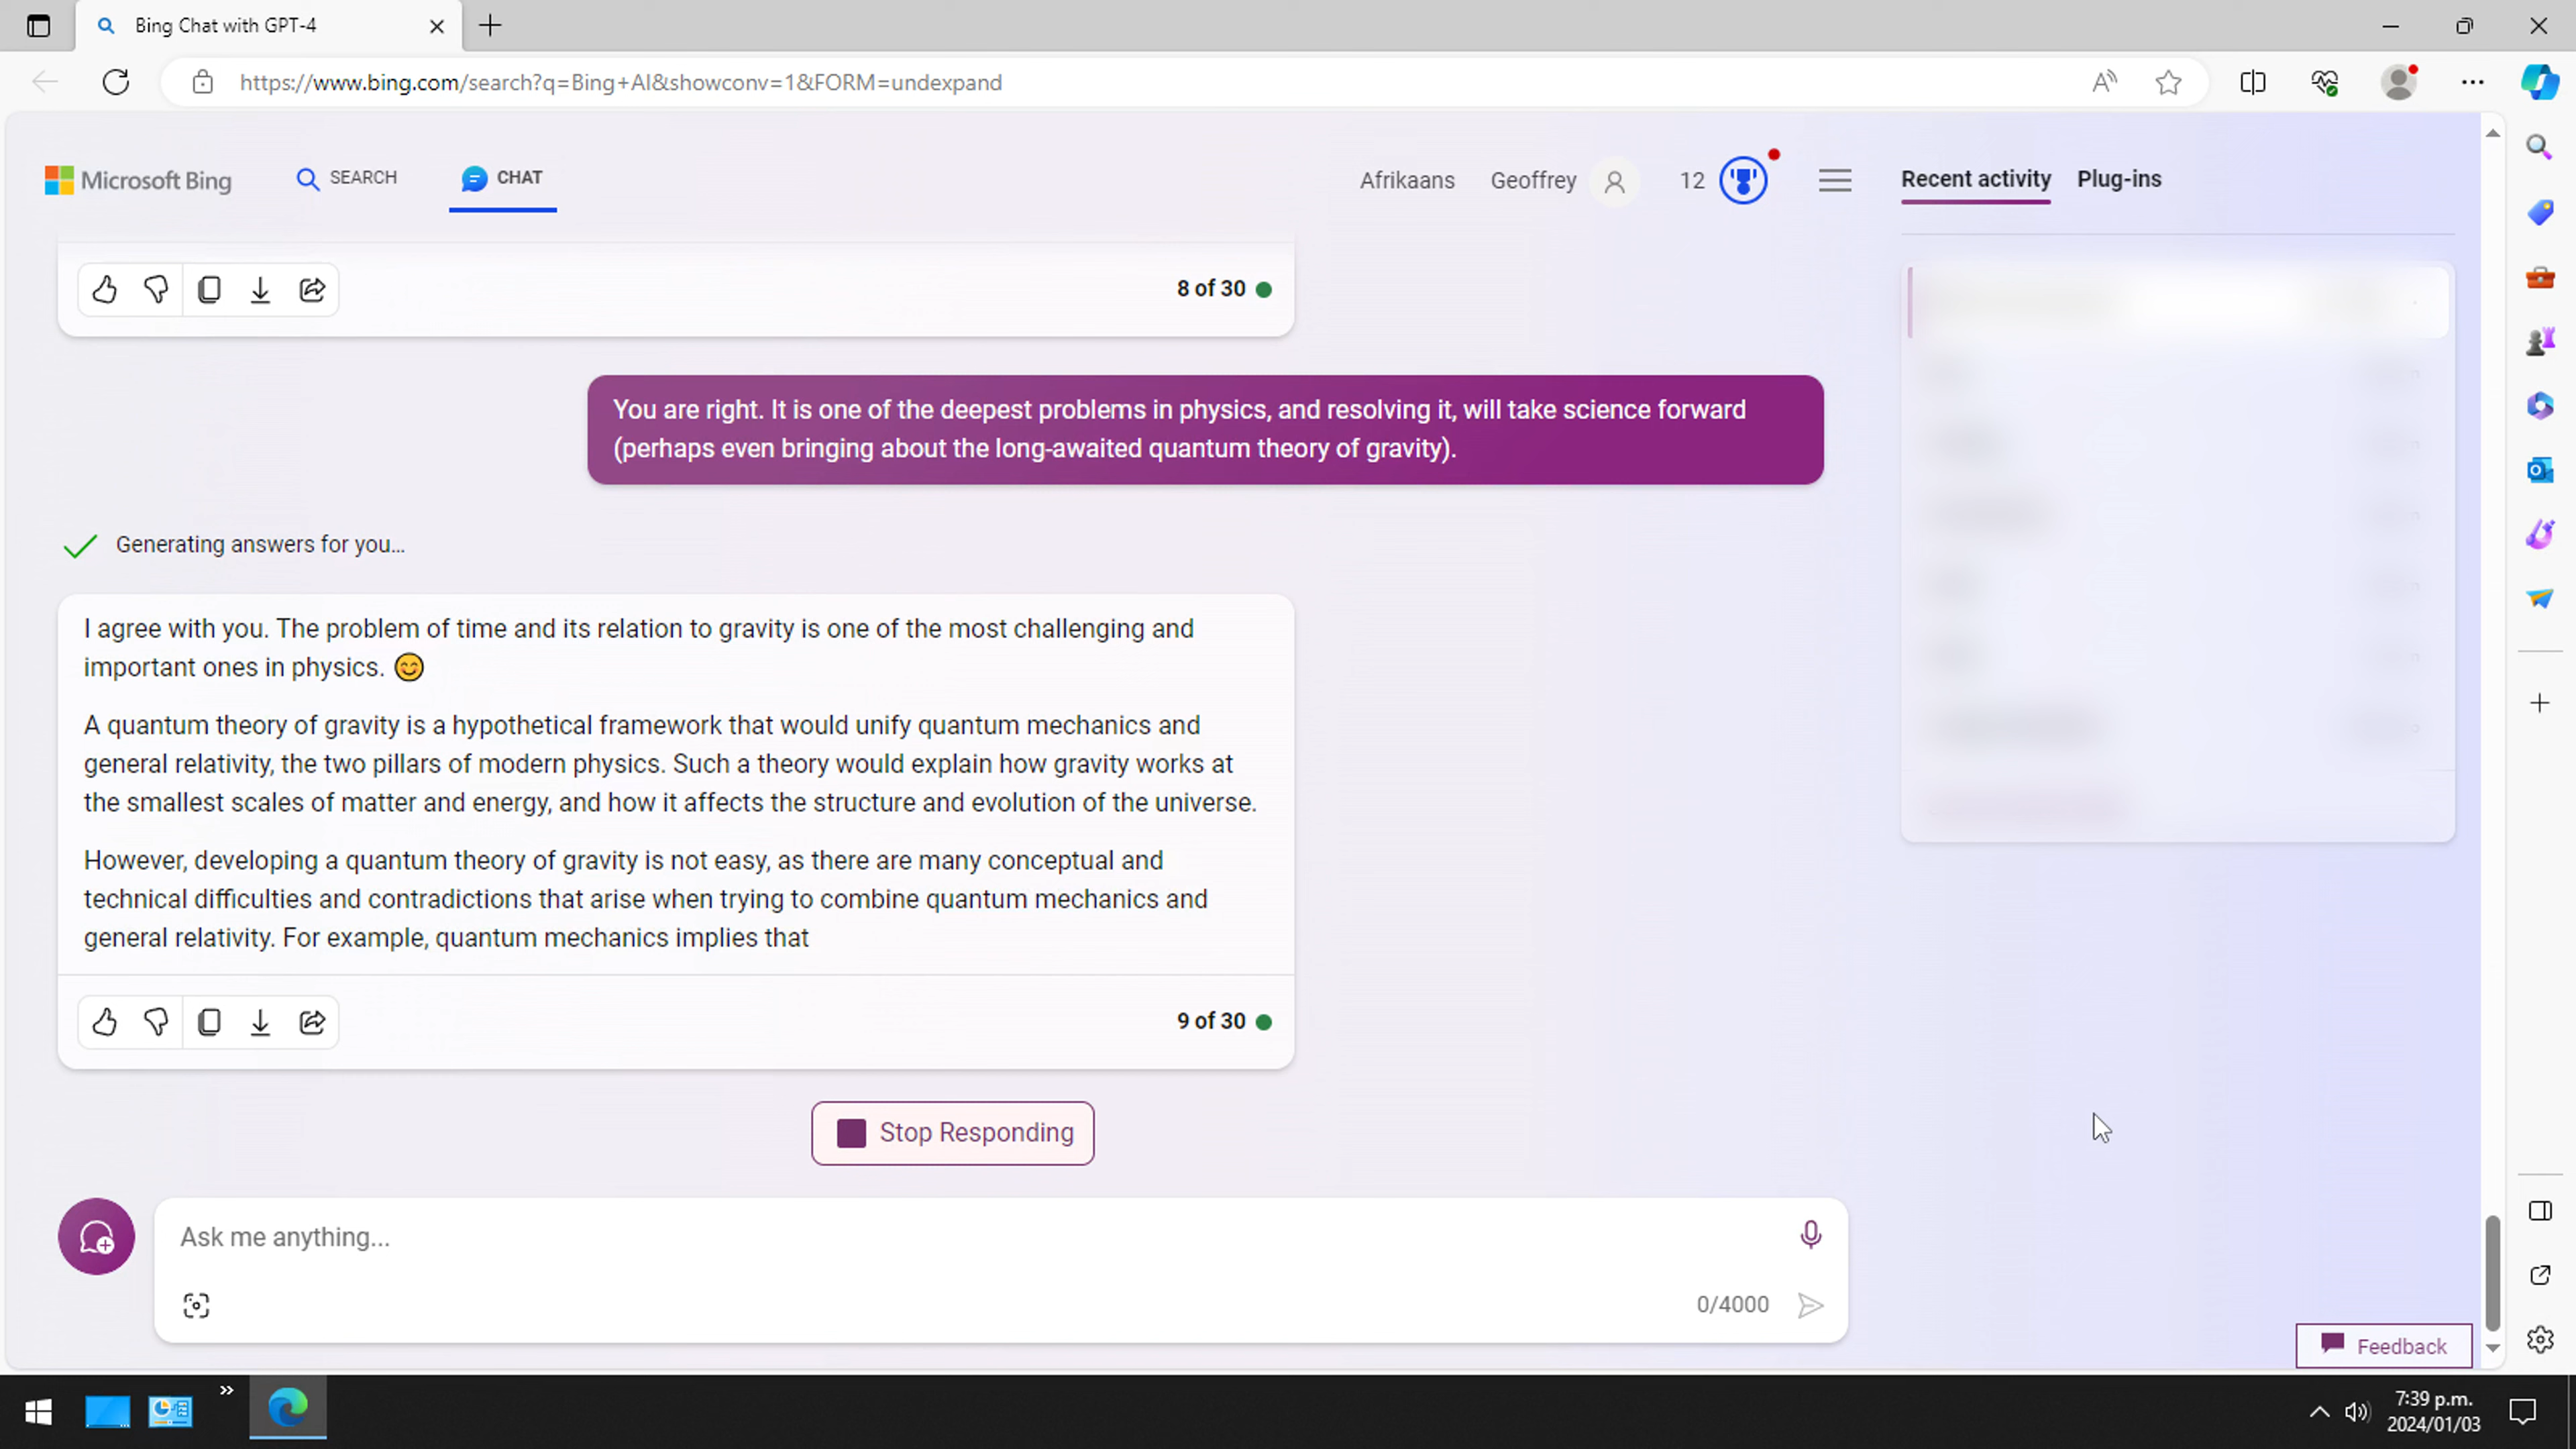 Bing Chat with GPT-4
https://www.bing.com/search?q=Bing+AI&showconv=1&FORM=undexpand
Microsoft Bing
SEARCH
CHAT
Afrikaans
Geoffrey
12
Recent activity
Plug-ins
8 of 30
You are right. It is one of the deepest problems in physics, and resolving it, will take science forward
(perhaps even bringing about the long-awaited quantum theory of gravity).
Generating answers for you...
I agree with you. The problem of time and its relation to gravity is one of the most challenging and
important ones in physics. 😊
A quantum theory of gravity is a hypothetical framework that would unify quantum mechanics and
general relativity, the two pillars of modern physics. Such a theory would explain how gravity works at
the smallest scales of matter and energy, and how it affects the structure and evolution of the universe.
However, developing a quantum theory of gravity is not easy, as there are many conceptual and
technical difficulties and contradictions that arise when trying to combine quantum mechanics and
general relativity. For example, quantum mechanics implies that
9 of 30
Stop Responding
Ask me anything...
0/4000
Feedback
7:39 p.m.
2024/01/03